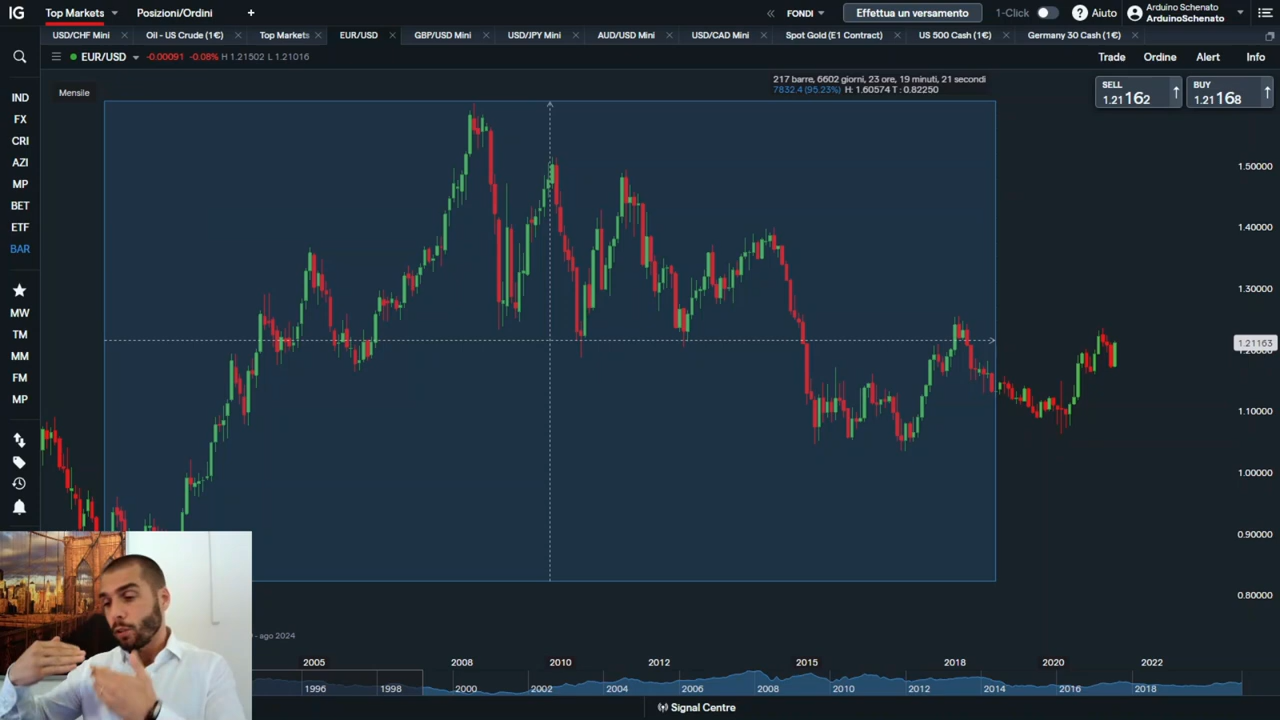 IG Top Markets Posizioni/Ordini + « FONDI Effettua un versamento 1-Click ? Aiuto Arduino Schenato
ArduinoSchenato
USD/CHF Mini × Oil - US Crude (1€) × Top Markets × EUR/USD × GBP/USD Mini × USD/JPY Mini × AUD/USD Mini × USD/CAD Mini × Spot Gold (E1 Contract) × US 500 Cash (1€) × Germany 30 Cash (1€) ×
EUR/USD -0.00091 -0.08% H 1.21502 L 1.21016 Trade Ordine Alert Info
217 barre, 6602 giorni, 23 ore, 19 minuti, 21 secondi
7832.4 (95.23%) H: 1.60574 T : 0.82250
Mensile
SELL
1.21162
BUY
1.21168
IND
FX
CRI
AZI
MP
BET
ETF
BAR
MW
TM
MM
FM
MP
1.50000
1.40000
1.30000
1.21163
1.10000
1.00000
0.90000
0.80000
- ago 2024
2005 2008 2010 2012 2015 2018 2020 2022
1996 1998 2000 2002 2004 2006 2008 2010 2012 2014 2016 2018
Signal Centre